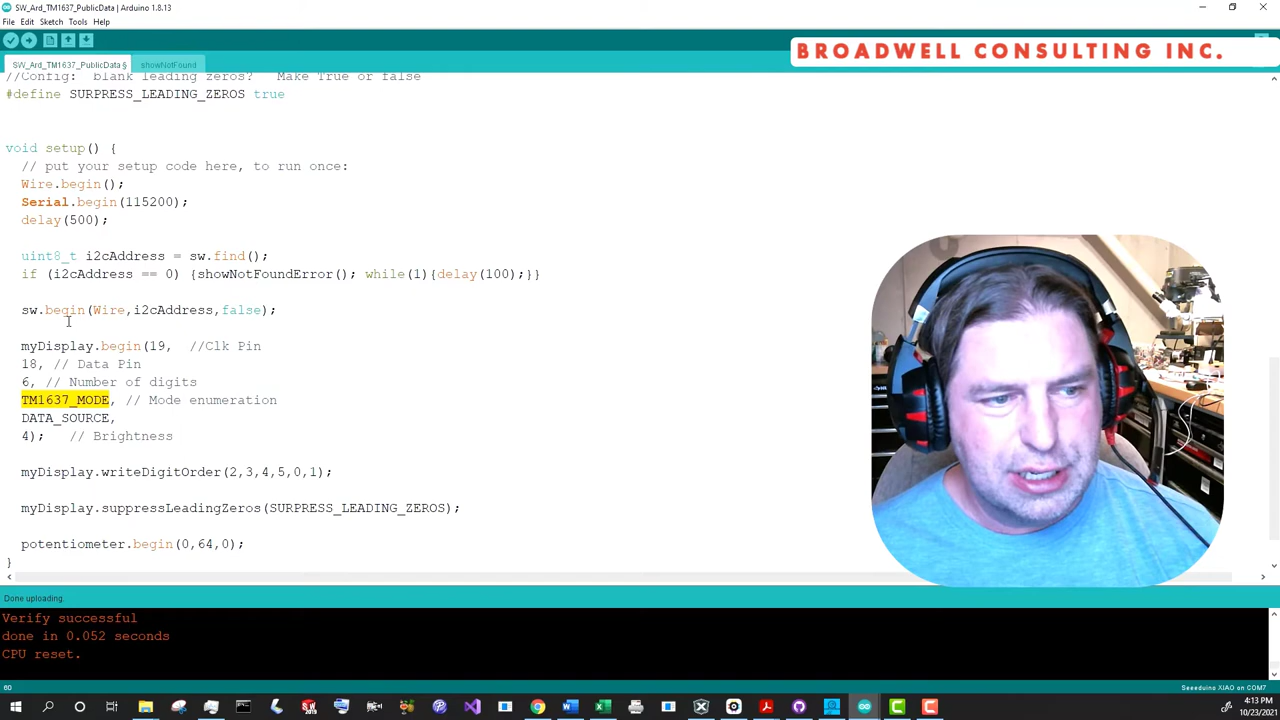 SW_Ard_TM1637_PublicData | Arduino 1.8.13
File Edit Sketch Tools Help
BROADWELL CONSULTING INC.
SW_Ard_TM1637_PublicData § showNotFound
//Config: blank leading zeros? Make True or false
#define SURPRESS_LEADING_ZEROS true
void setup() {
// put your setup code here, to run once:
Wire.begin();
Serial.begin(115200);
delay(500);
uint8_t i2cAddress = sw.find();
if (i2cAddress == 0) {showNotFoundError(); while(1){delay(100);}}
sw.begin(Wire,i2cAddress,false);
myDisplay.begin(19, //Clk Pin
18, // Data Pin
6, // Number of digits
TM1637_MODE, // Mode enumeration
DATA_SOURCE,
4); // Brightness
myDisplay.writeDigitOrder(2,3,4,5,0,1);
myDisplay.suppressLeadingZeros(SURPRESS_LEADING_ZEROS);
potentiometer.begin(0,64,0);
}
Done uploading.
Verify successful
done in 0.052 seconds
CPU reset.
60
Seeeduino XIAO on COM7
4:13 PM
10/23/2021